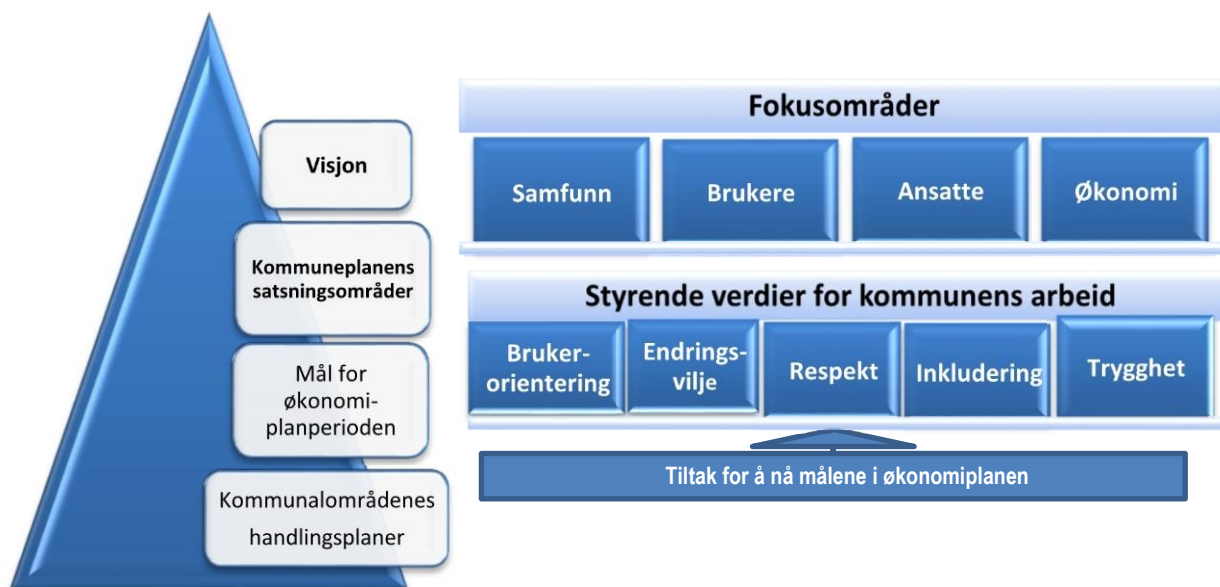 Visjon
Kommuneplanens
satsningsområder
Mål for
økonomi-
planperioden
Kommunalområdenes
handlingsplaner
Fokusområder
Samfunn
Brukere
Ansatte
Økonomi
Styrende verdier for kommunens arbeid
Bruker-
orientering
Endrings-
vilje
Respekt
Inkludering
Trygghet
Tiltak for å nå målene i økonomiplanen